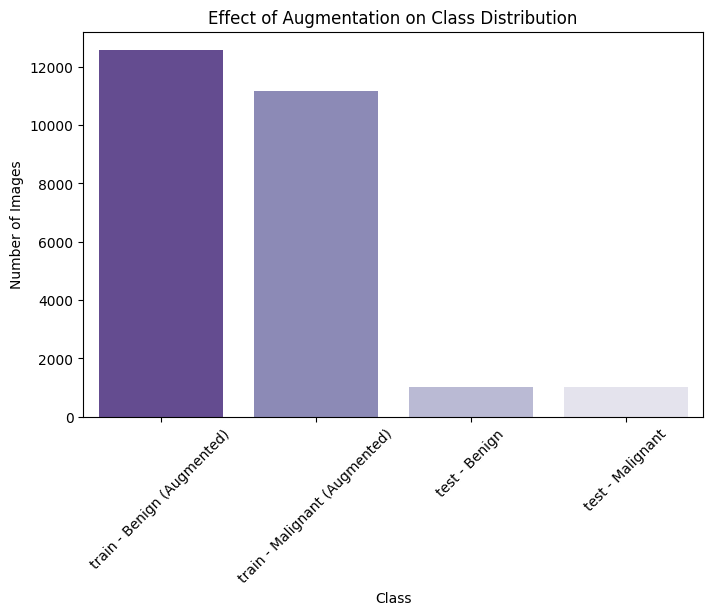 Effect of Augmentation on Class Distribution
Number of Images
12000
10000
8000
6000
4000
2000
0
train - Benign (Augmented)
train - Malignant (Augmented)
test - Benign
test - Malignant
Class